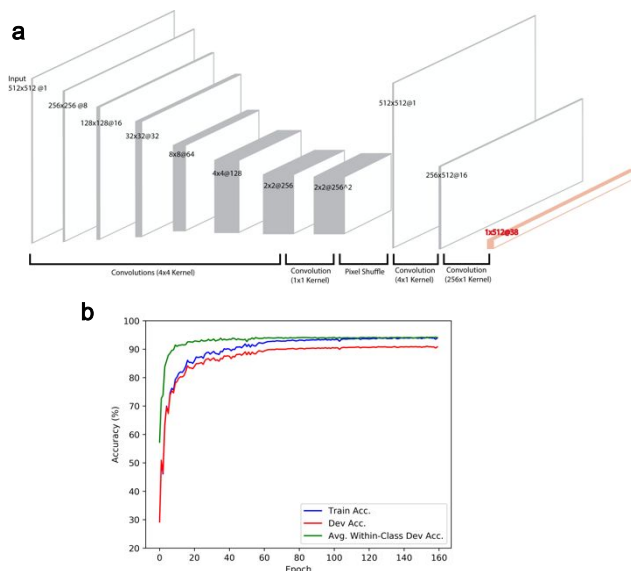 a
Input
512x512 @1
256x256 @8
128x128@16
32x32@32
8x8@64
4x4@128
2x2@256
2x2@256^2
512x512@1
256x512@16
1x512@38
Convolutions (4x4 Kernel)
Convolution
(1x1 Kernel)
Pixel Shuffle
Convolution
(4x1 Kernel)
Convolution
(256x1 Kernel)
b
100
90
80
70
60
50
40
30
20
Accuracy (%)
0 20 40 60 80 100 120 140 160
Epoch
Train Acc.
Dev Acc.
Avg. Within-Class Dev Acc.